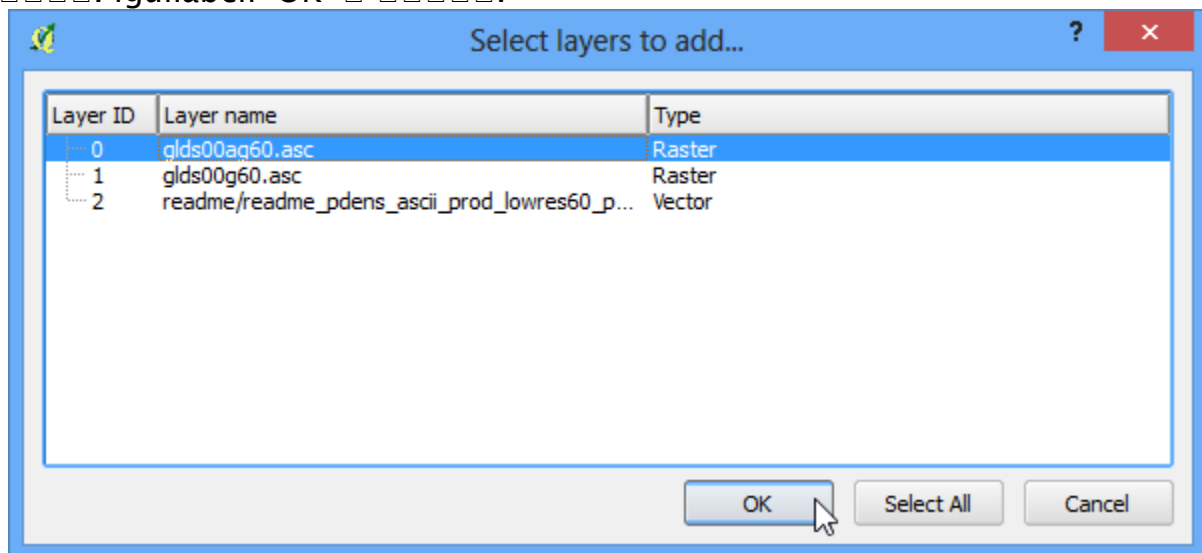 OK
Select layers to add...
?
Layer ID Layer name Type
0 glds00ag60.asc Raster
1 glds00g60.asc Raster
2 readme/readme_pdens_ascii_prod_lowres60_p... Vector
OK Select All Cancel